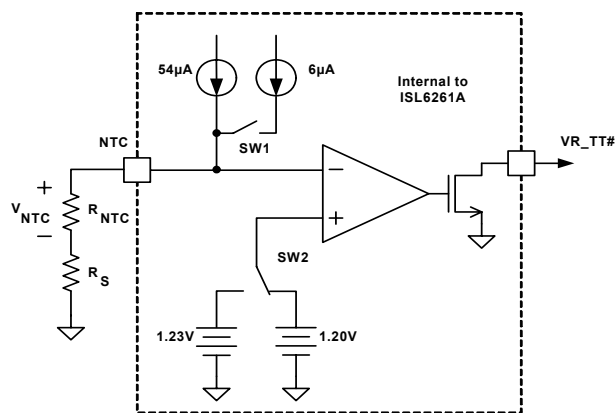 54µA
6µA
Internal to
ISL6261A
NTC
SW1
VR_TT#
+
V
NTC
−
R
NTC
R
S
−
+
SW2
1.23V
1.20V